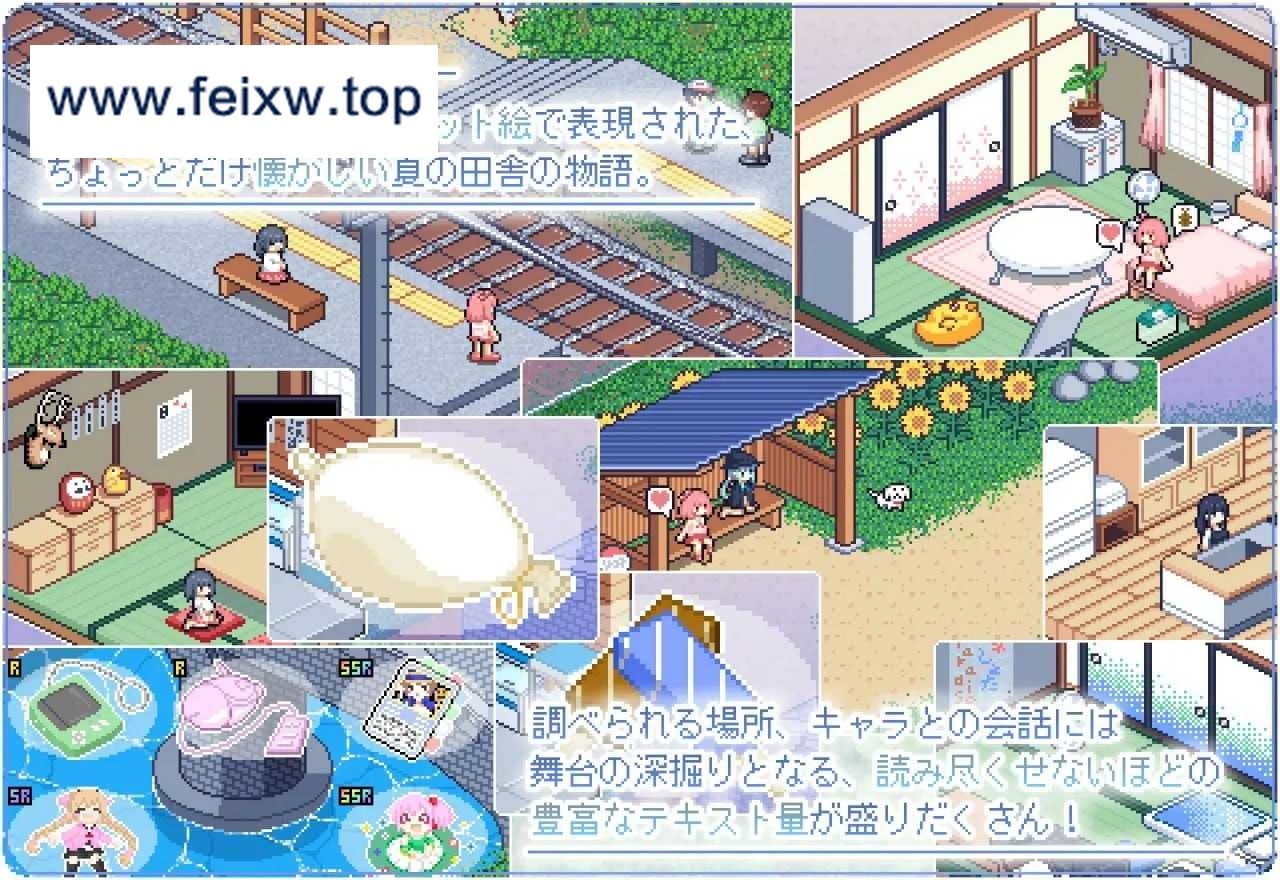 www.feixw.top
ット絵で表現された、
ちょっとだけ懐かしい夏の田舎の物語。
R
R
SSR
SR
SSR
調べられる場所、キャラとの会話には
舞台の深掘りとなる、読み尽くせないほどの
豊富なテキスト量が盛りだくさん！